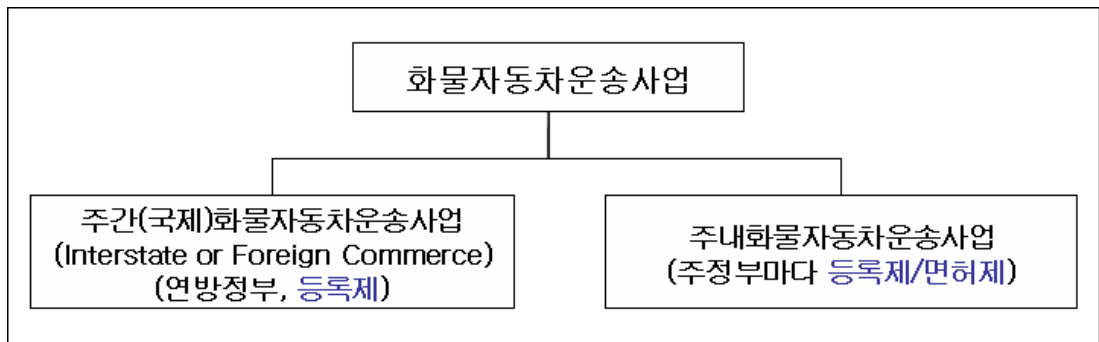 화물자동차운송사업
주간(국제)화물자동차운송사업
(Interstate or Foreign Commerce)
(연방정부, 등록제)
주내화물자동차운송사업
(주정부마다 등록제/면허제)